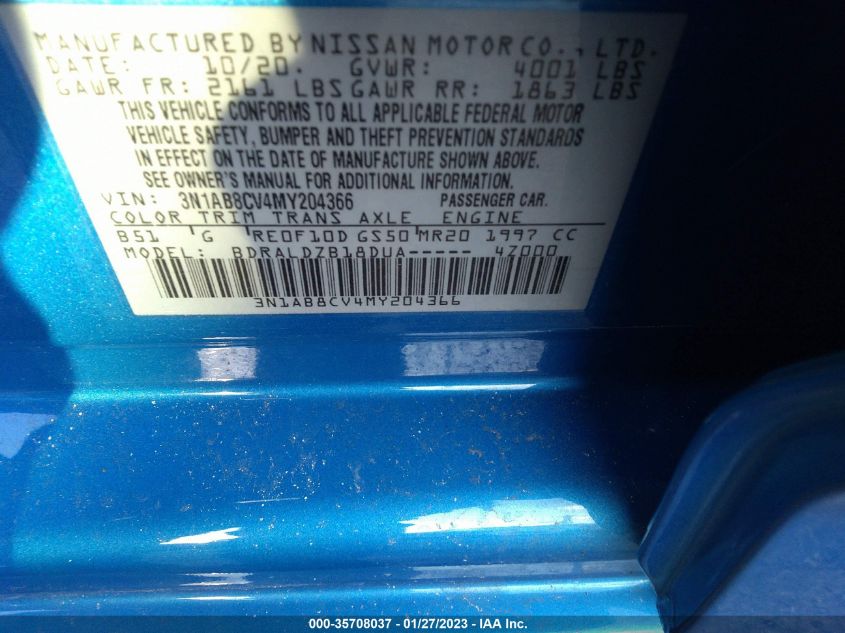 MANUFACTURED BY NISSAN MOTOR CO., LTD.
DATE: 10/20. GVWR: 4001 LBS
GAWR FR: 2161 LBS GAWR RR: 1863 LBS
THIS VEHICLE CONFORMS TO ALL APPLICABLE FEDERAL MOTOR
VEHICLE SAFETY, BUMPER AND THEFT PREVENTION STANDARDS
IN EFFECT ON THE DATE OF MANUFACTURE SHOWN ABOVE.
SEE OWNER'S MANUAL FOR ADDITIONAL INFORMATION.
VIN: 3N1AB8CV4MY204366 PASSENGER CAR.
COLOR TRIM TRANS AXLE ENGINE
B51 G RE0F10D GS50 MR20 1997 CC
MODEL: BDRALDZB18DUA----- 4Z000
3N1AB8CV4MY204366
000-35708037 - 01/27/2023 - © IAA, Inc.